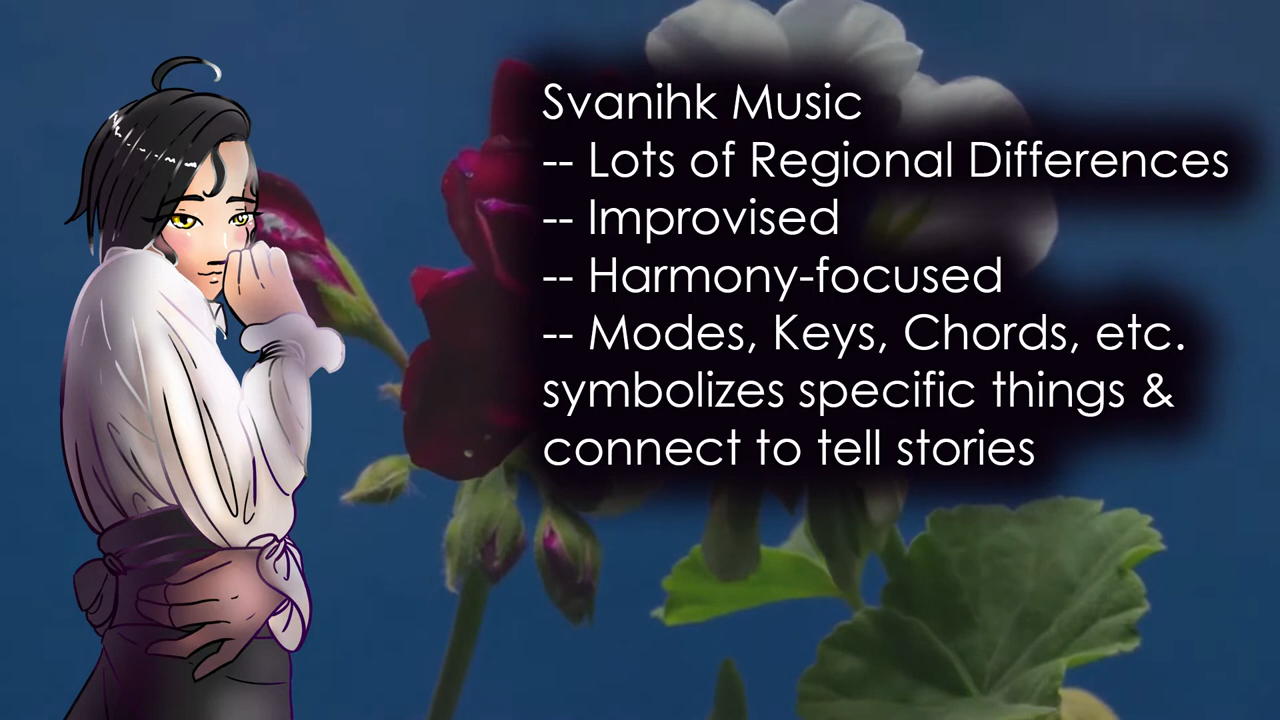 Svanihk Music
-- Lots of Regional Differences
-- Improvised
-- Harmony-focused
-- Modes, Keys, Chords, etc.
symbolizes specific things &
connect to tell stories